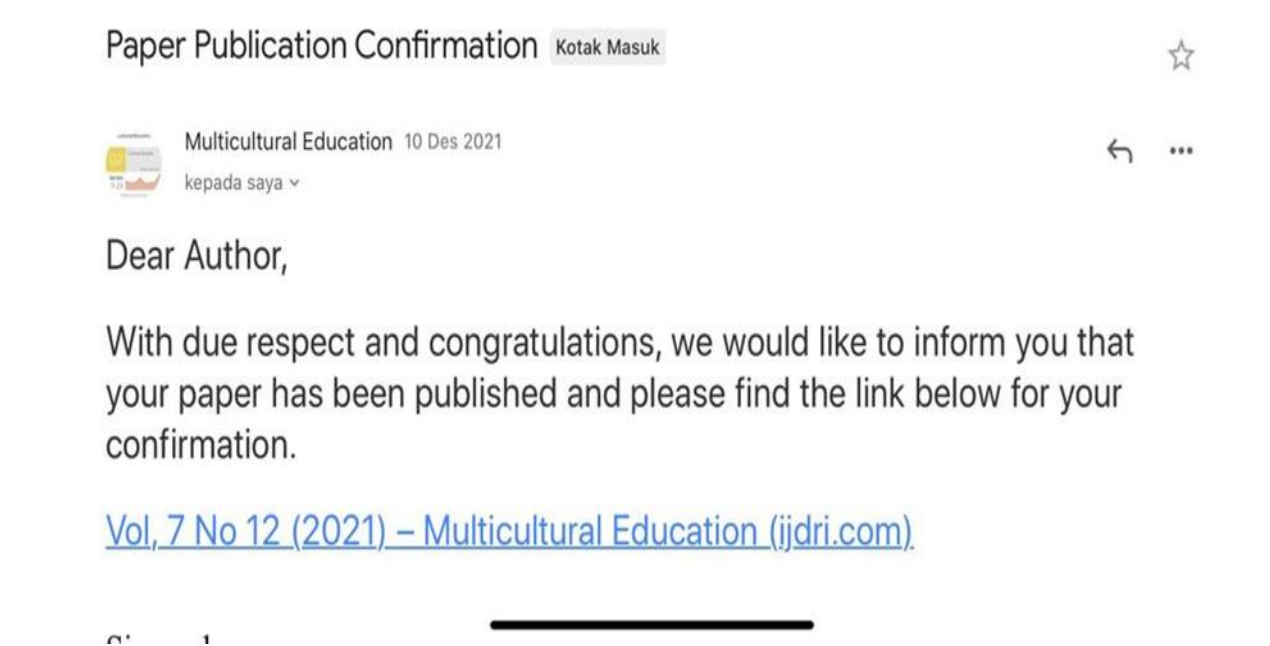 Paper Publication Confirmation Kotak Masuk
Multicultural Education 10 Des 2021
kepada saya
Dear Author,
With due respect and congratulations, we would like to inform you that
your paper has been published and please find the link below for your
confirmation.
Vol, 7 No 12 (2021) – Multicultural Education (ijdri.com)